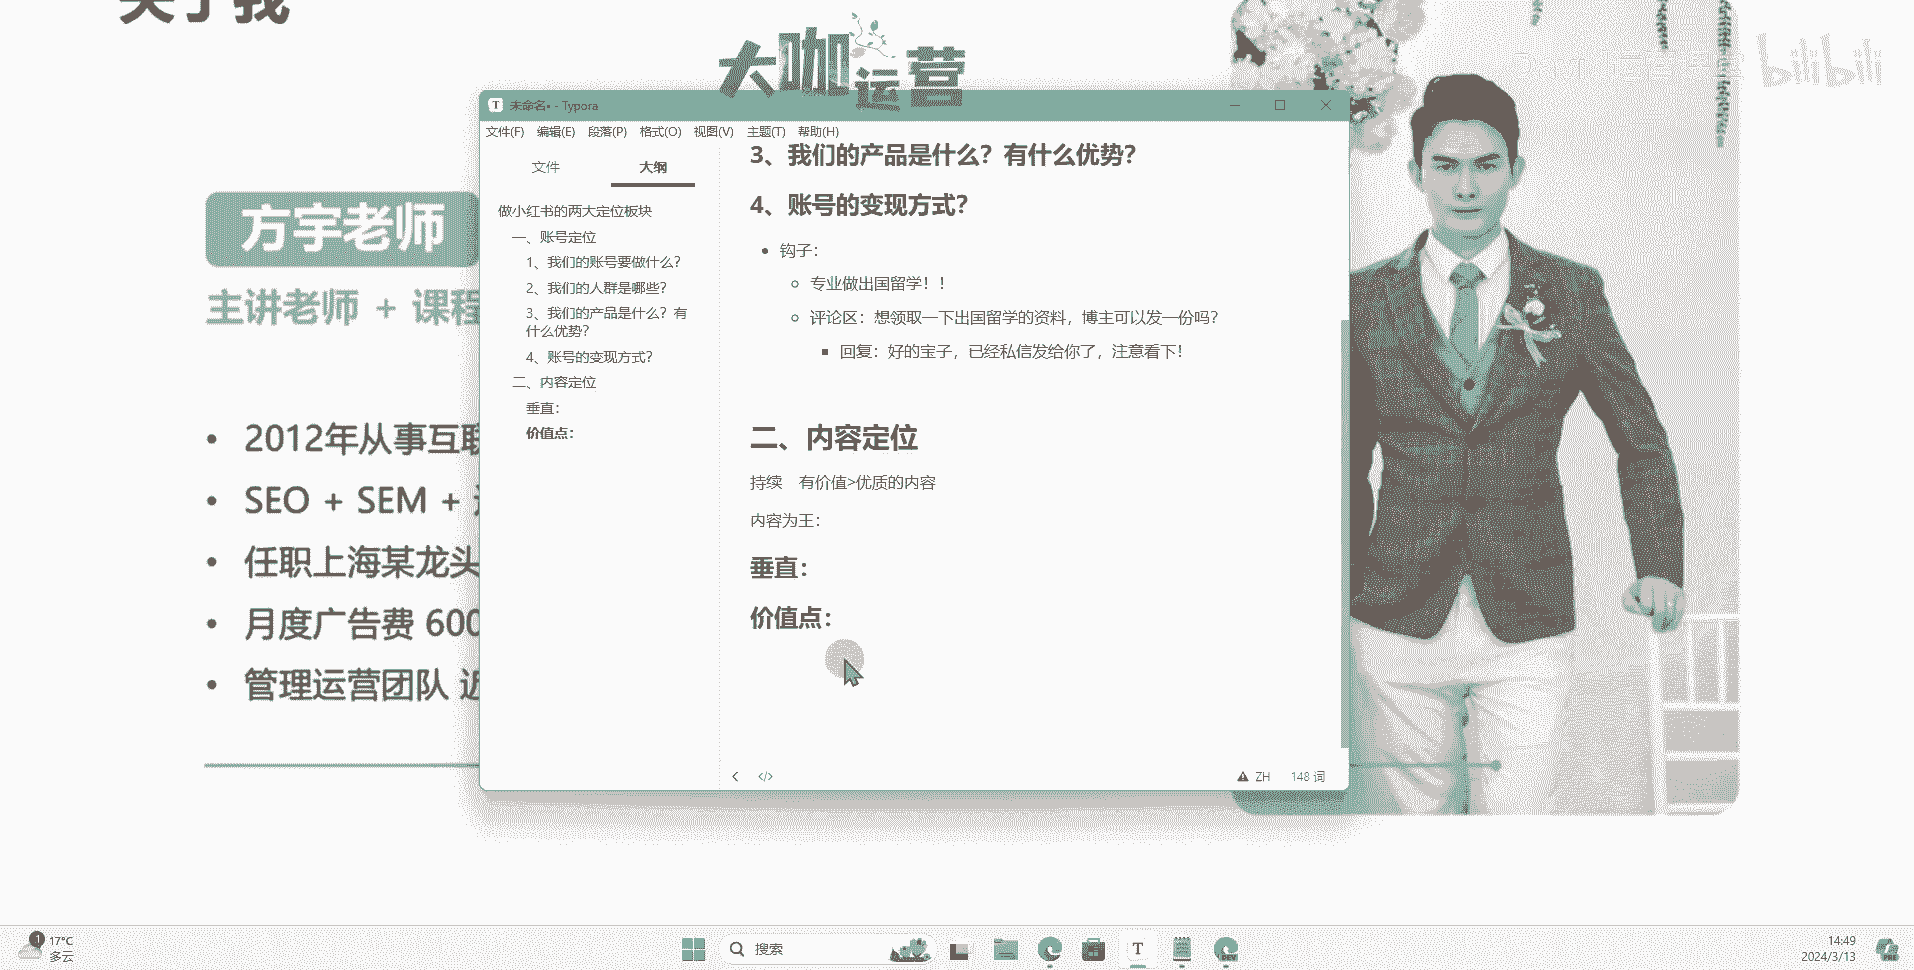 大咖运营
bilibili
方宇老师
主讲老师 + 课程
2012年从事互联
SEO + SEM +
任职上海某龙头
月度广告费 600
管理运营团队 近
未命名• - Typora
文件(F) 编辑(E) 段落(P) 格式(O) 视图(V) 主题(T) 帮助(H)
文件 大纲
做小红书的两大定位板块
一、账号定位
1、我们的账号要做什么？
2、我们的人群是哪些？
3、我们的产品是什么？有
什么优势？
4、账号的变现方式？
二、内容定位
垂直：
价值点：
3、我们的产品是什么？有什么优势？
4、账号的变现方式？
钩子：
专业做出国留学！！
评论区：想领取一下出国留学的资料，博主可以发一份吗？
回复：好的宝子，已经私信发给你了，注意看下！
二、内容定位
持续 有价值>优质的内容
内容为王：
垂直：
价值点：
ZH 148 词
1
17°C
多云
搜索
T
DEV
14:49
2024/3/13
PRE